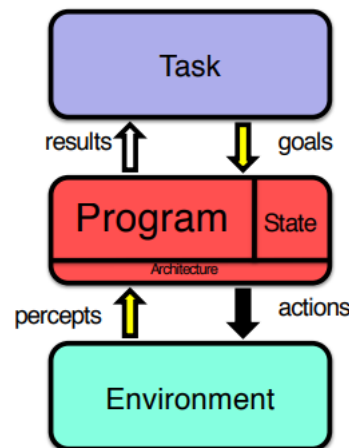 Task
results
goals
Program
State
Architecture
percepts
actions
Environment